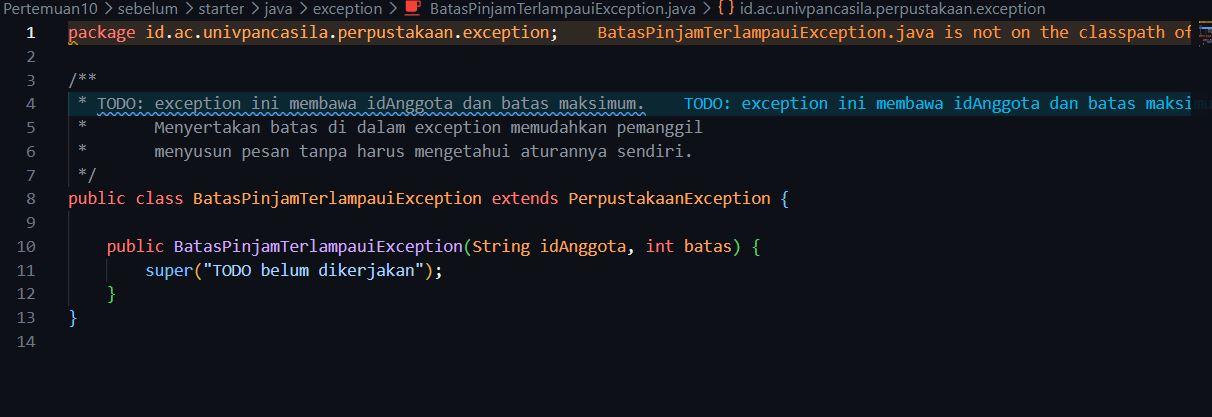 Pertemuan10 > sebelum > starter > java > exception > BatasPinjamTerlampauiException.java > {} id.ac.univpancasila.perpustakaan.exception
1 package id.ac.univpancasila.perpustakaan.exception;    BatasPinjamTerlampauiException.java is not on the classpath of
2
3 /**
4  * TODO: exception ini membawa idAnggota dan batas maksimum.    TODO: exception ini membawa idAnggota dan batas maksi
5  *       Menyertakan batas di dalam exception memudahkan pemanggil
6  *       menyusun pesan tanpa harus mengetahui aturannya sendiri.
7  */
8 public class BatasPinjamTerlampauiException extends PerpustakaanException {
9
10     public BatasPinjamTerlampauiException(String idAnggota, int batas) {
11         super("TODO belum dikerjakan");
12     }
13 }
14